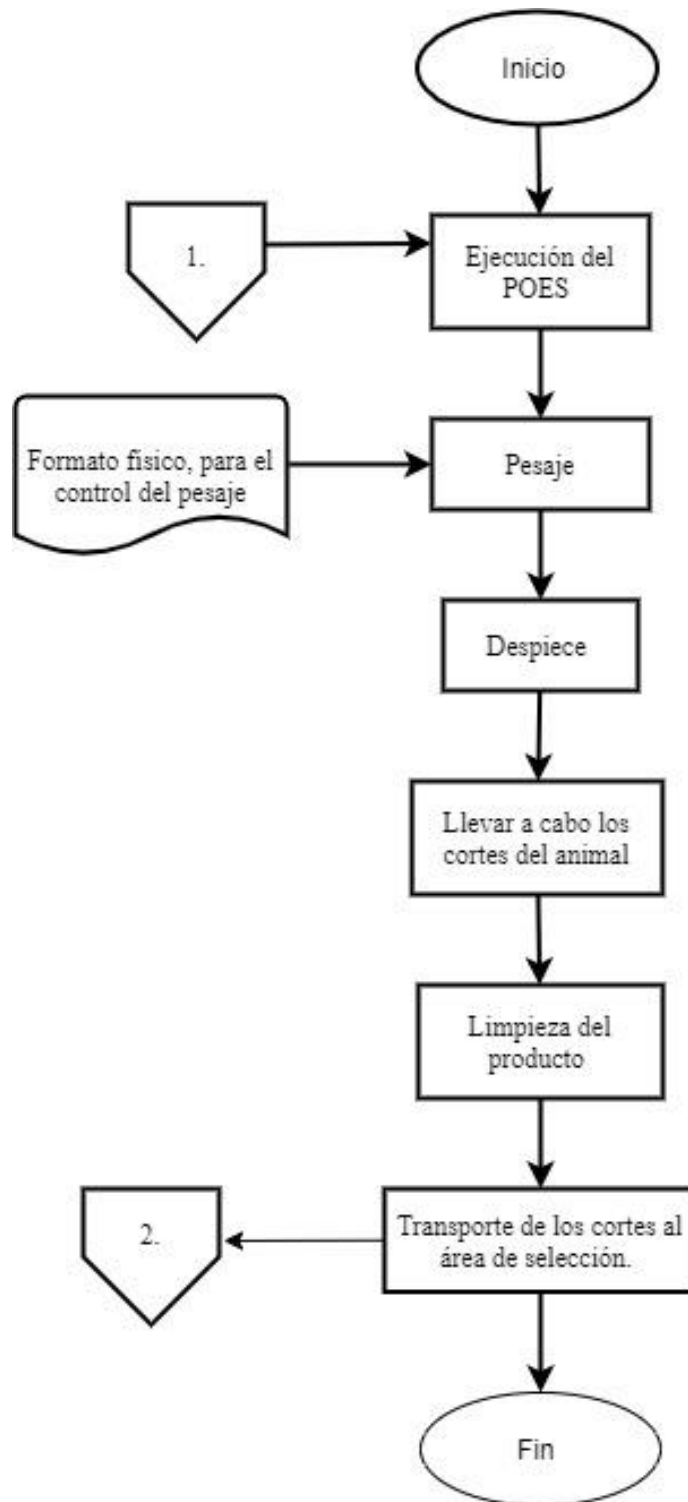 Inicio
1.
Ejecución del
POES
Formato físico, para el
control del pesaje
Pesaje
Despiece
Llevar a cabo los
cortes del animal
Limpieza del
producto
2.
Transporte de los cortes al
área de selección.
Fin